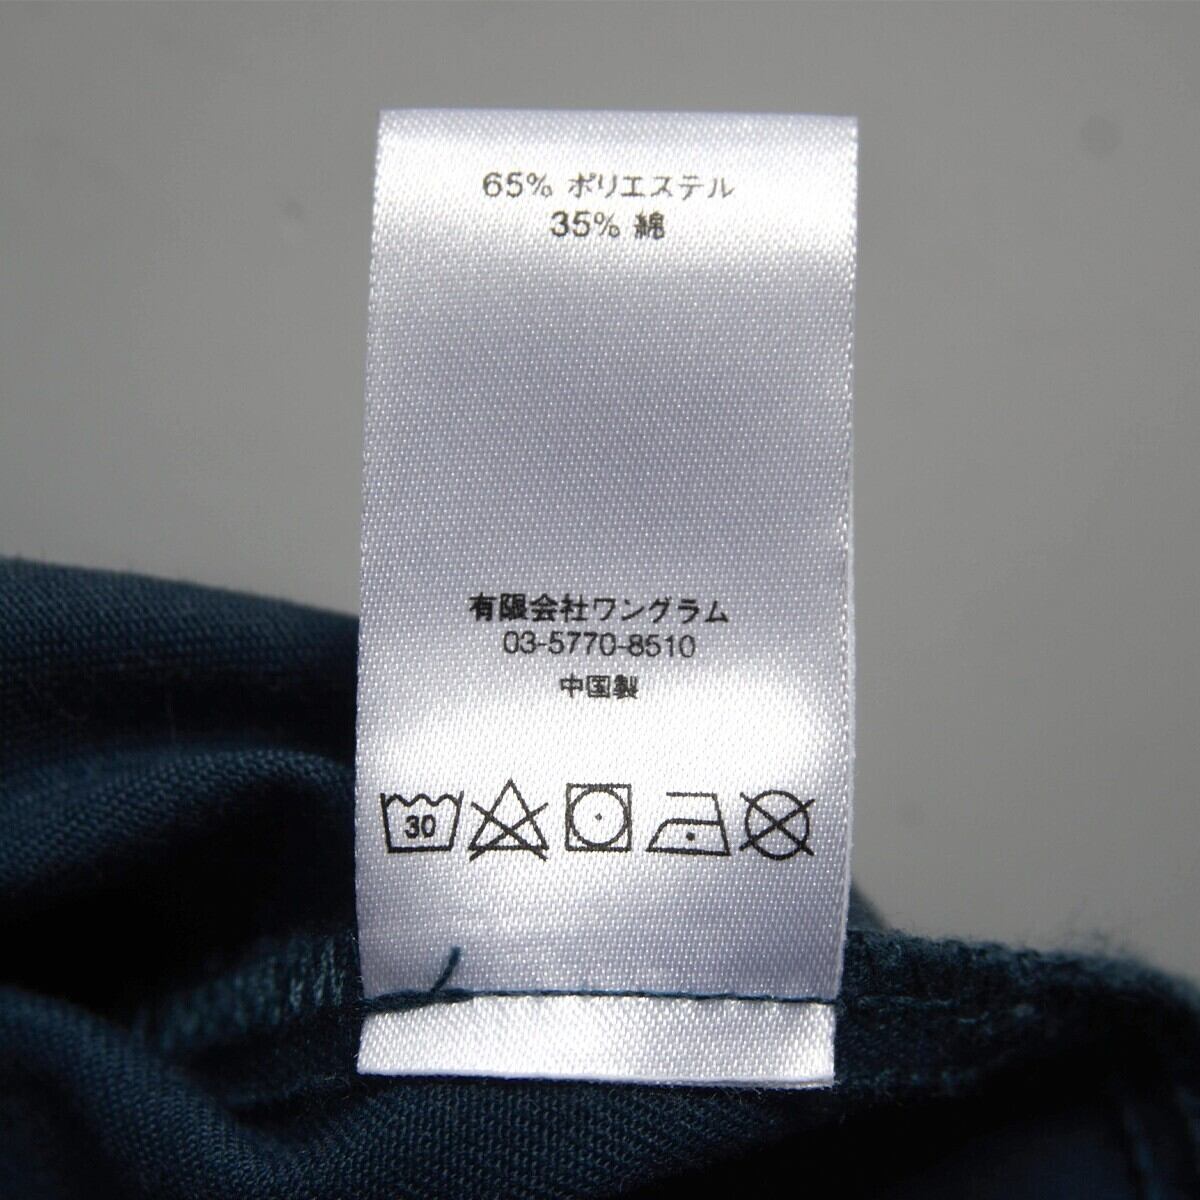 65% ポリエステル
35% 綿
有限会社ワングラム
03-5770-8510
中国製
30